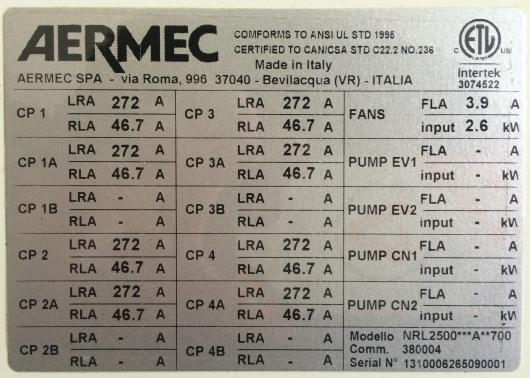 AERMEC
CONFORMS TO ANSI UL STD 1995
CERTIFIED TO CAN/CSA STD C22.2 NO.236
Made in Italy
AERMEC SPA - via Roma, 996 37040 - Bevilacqua (VR) - ITALIA
C ETL US
LISTED
Intertek
3074522
CP 1 LRA 272 A CP 3 LRA 272 A FANS FLA 3.9 A
RLA 46.7 A RLA 46.7 A input 2.6 kW
CP 1A LRA 272 A CP 3A LRA 272 A PUMP EV1 FLA - A
RLA 46.7 A RLA 46.7 A input - kW
CP 1B LRA - A CP 3B LRA - A PUMP EV2 FLA - A
RLA - A RLA - A input - kW
CP 2 LRA 272 A CP 4 LRA 272 A PUMP CN1 FLA - A
RLA 46.7 A RLA 46.7 A input - kW
CP 2A LRA 272 A CP 4A LRA 272 A PUMP CN2 FLA - A
RLA 46.7 A RLA 46.7 A input - kW
CP 2B LRA - A CP 4B LRA - A Modello NRL2500***A**700
Comm. 380004
RLA - A RLA - A Serial N° 1310006265090001